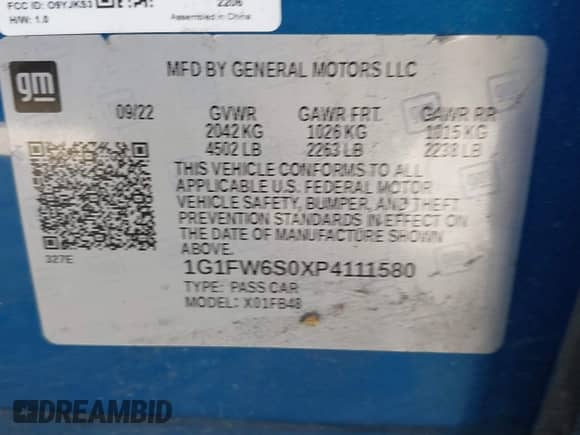 FCC ID: O9YJKS3
2206
H/W: 1.0
Assembled in China
gm
MFD BY GENERAL MOTORS LLC
09/22 GVWR GAWR FRT. GAWR RR
2042 KG 1026 KG 1015 KG
4502 LB 2263 LB 2238 LB
THIS VEHICLE CONFORMS TO ALL
APPLICABLE U.S. FEDERAL MOTOR
VEHICLE SAFETY, BUMPER, AND THEFT
PREVENTION STANDARDS IN EFFECT ON
THE DATE OF MANUFACTURE SHOWN
ABOVE.
327E
1G1FW6S0XP4111580
TYPE: PASS CAR
MODEL: X01FB48
DREAMBID